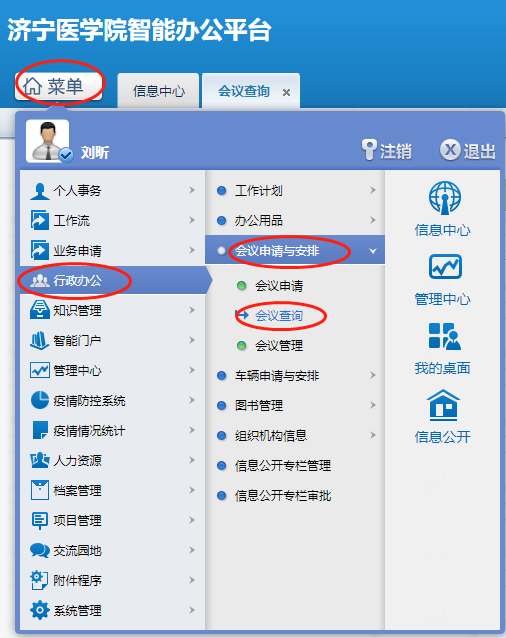 济宁医学院智能办公平台
菜单
信息中心
会议查询
刘昕
注销
退出
个人事务
工作流
业务申请
行政办公
知识管理
智能门户
管理中心
疫情防控系统
疫情情况统计
人力资源
档案管理
项目管理
交流园地
附件程序
系统管理
工作计划
办公用品
会议申请与安排
会议申请
会议查询
会议管理
车辆申请与安排
图书管理
组织机构信息
信息公开专栏管理
信息公开专栏审批
信息中心
管理中心
我的桌面
信息公开